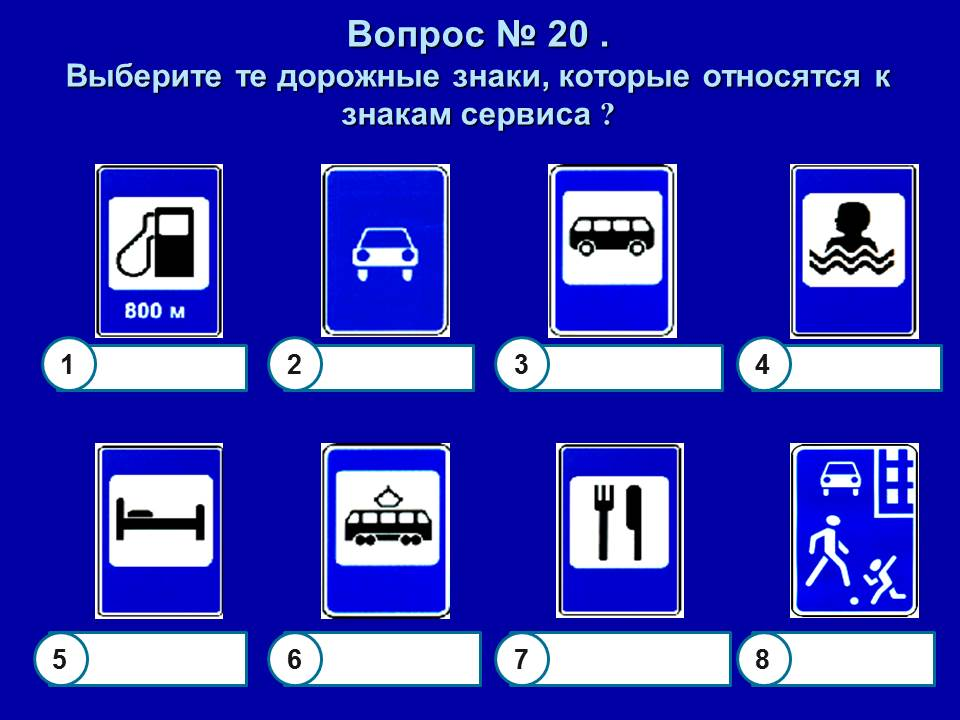 Вопрос № 20 .
Выберите те дорожные знаки, которые относятся к
знакам сервиса ?
800 м
1
2
3
4
5
6
7
8